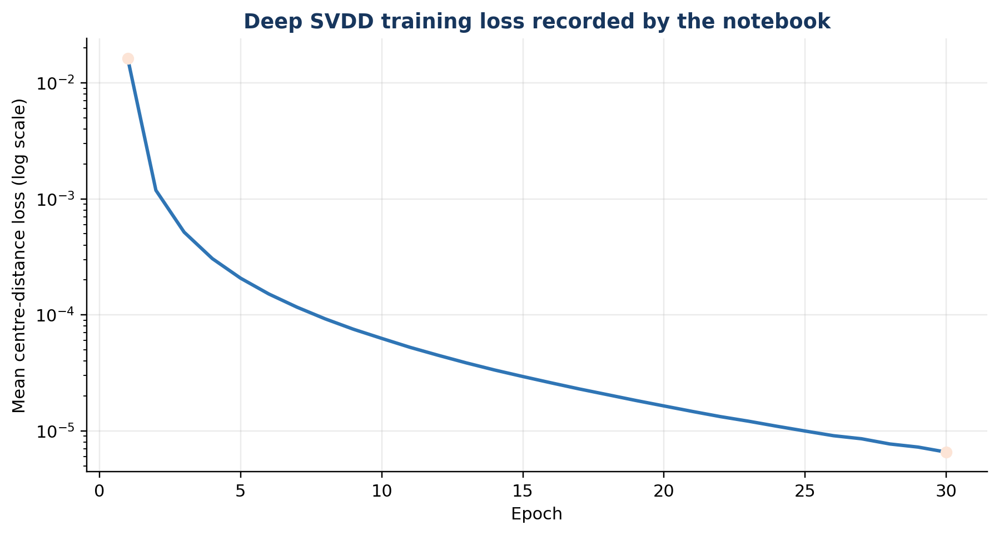 Deep SVDD training loss recorded by the notebook
Mean centre-distance loss (log scale)
10⁻²
10⁻³
10⁻⁴
10⁻⁵
0 5 10 15 20 25 30
Epoch